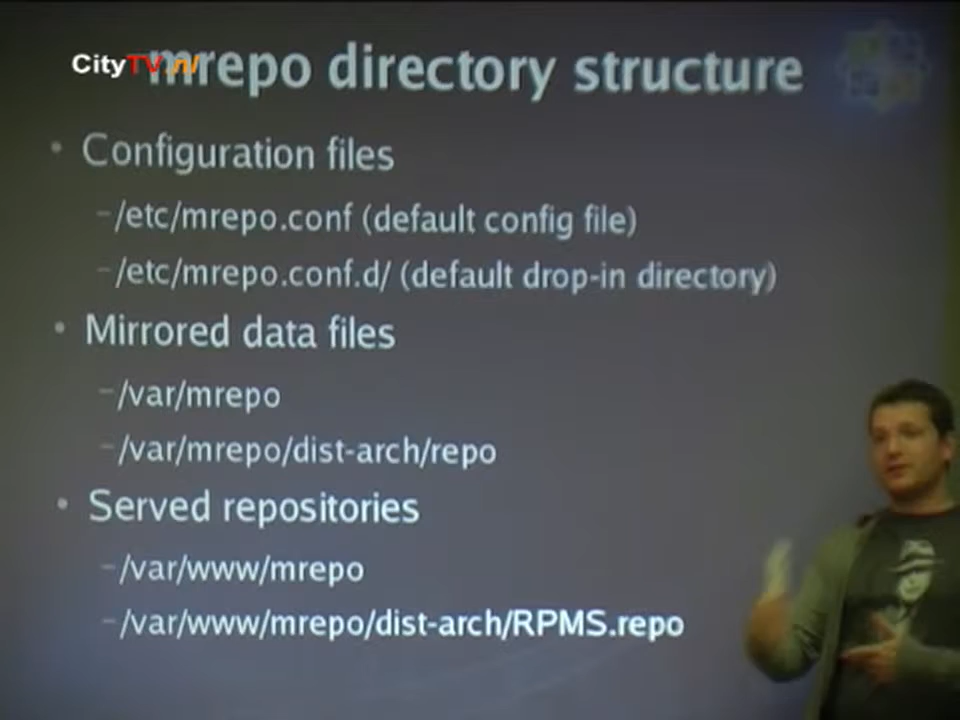 CityTV.nl
mrepo directory structure
• Configuration files
–/etc/mrepo.conf (default config file)
–/etc/mrepo.conf.d/ (default drop-in directory)
• Mirrored data files
–/var/mrepo
–/var/mrepo/dist-arch/repo
• Served repositories
–/var/www/mrepo
–/var/www/mrepo/dist-arch/RPMS.repo